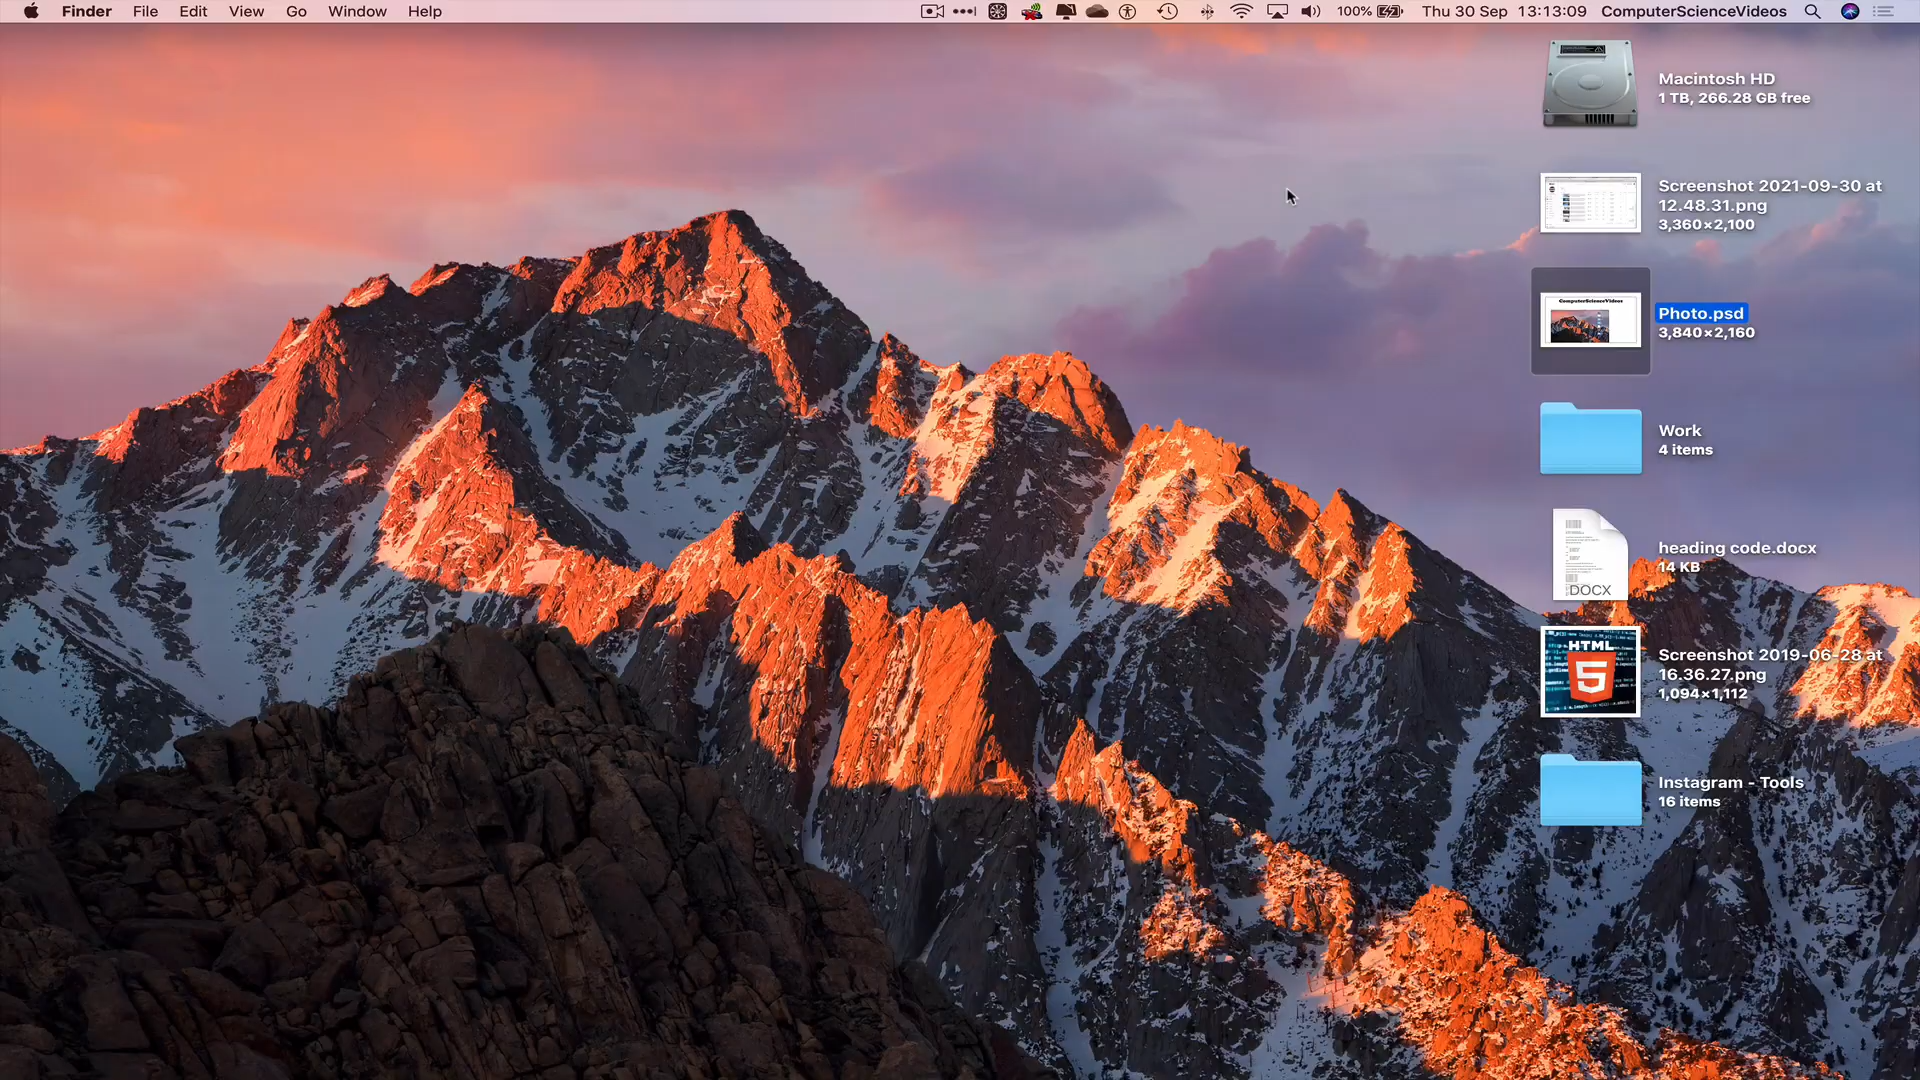 Finder File Edit View Go Window Help 100% Thu 30 Sep 13:13:09 ComputerScienceVideos
Macintosh HD
1 TB, 266.28 GB free
Screenshot 2021-09-30 at
12.48.31.png
3,360×2,100
ComputerScienceVideos
Photo.psd
3,840×2,160
Work
4 items
heading code.docx
14 KB
DOCX
HTML
5
Screenshot 2019-06-28 at
16.36.27.png
1,094×1,112
Instagram - Tools
16 items